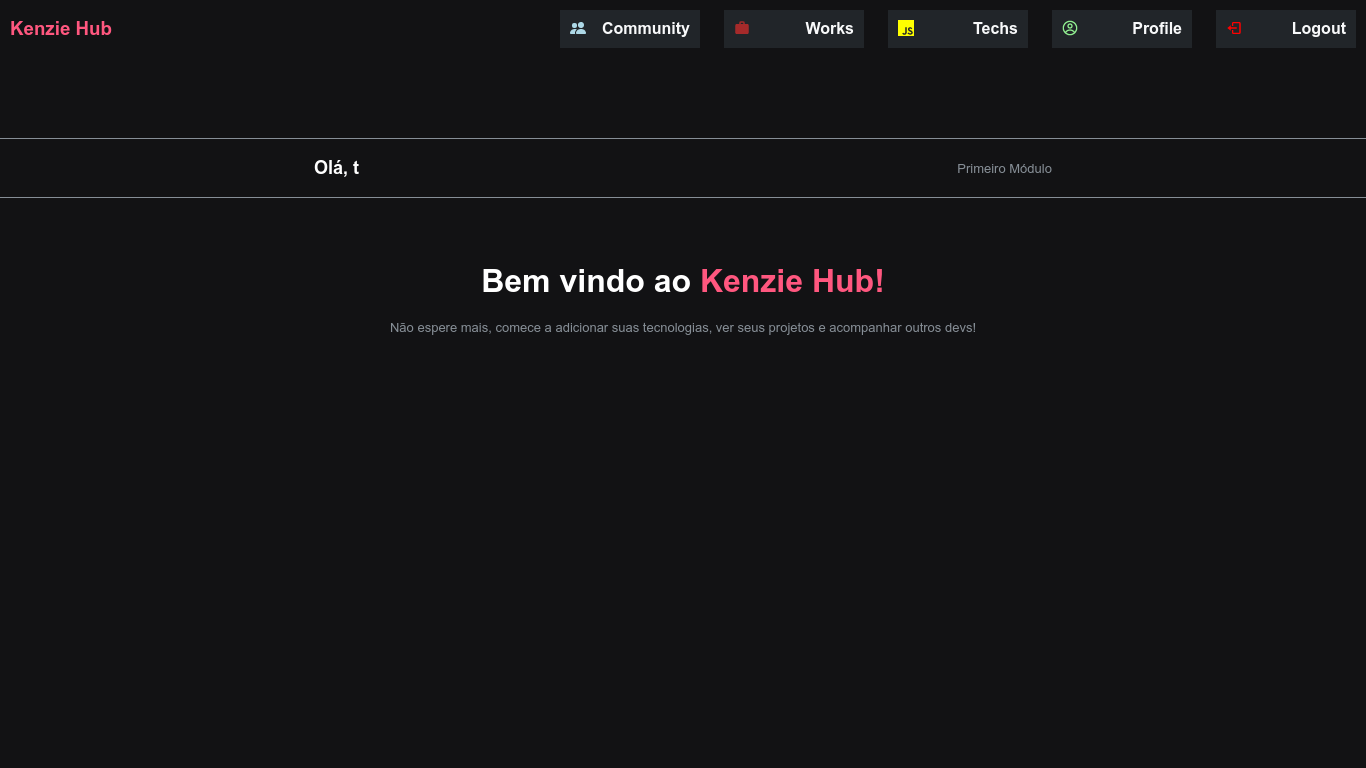 Kenzie Hub
Community
Works
JS
Techs
Profile
Logout
Olá, t
Primeiro Módulo
Bem vindo ao Kenzie Hub!
Não espere mais, comece a adicionar suas tecnologias, ver seus projetos e acompanhar outros devs!